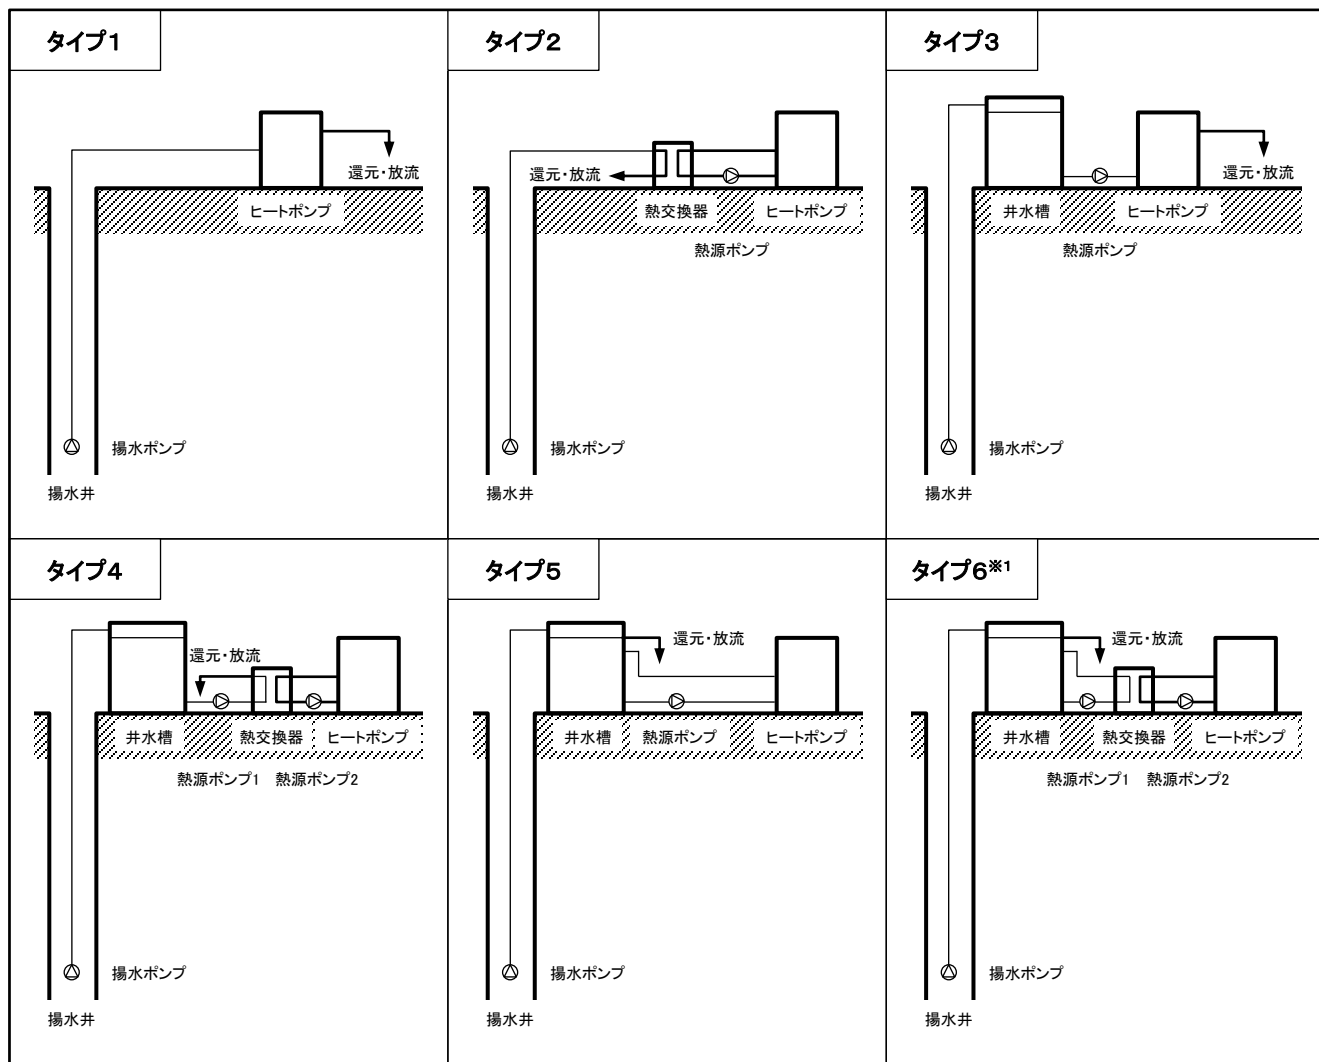 タイプ1
還元・放流
ヒートポンプ
揚水ポンプ
揚水井
タイプ2
還元・放流
熱交換器
ヒートポンプ
熱源ポンプ
揚水ポンプ
揚水井
タイプ3
還元・放流
井水槽
ヒートポンプ
熱源ポンプ
揚水ポンプ
揚水井
タイプ4
還元・放流
井水槽
熱交換器
ヒートポンプ
熱源ポンプ1
熱源ポンプ2
揚水ポンプ
揚水井
タイプ5
還元・放流
井水槽
熱源ポンプ
ヒートポンプ
揚水ポンプ
揚水井
タイプ6※1
還元・放流
井水槽
熱交換器
ヒートポンプ
熱源ポンプ1
熱源ポンプ2
揚水ポンプ
揚水井